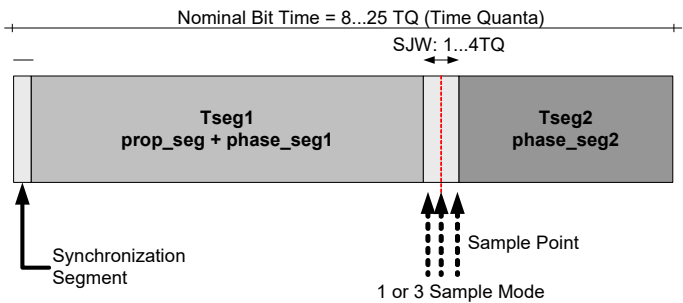 Nominal Bit Time = 8...25 TQ (Time Quanta)
SJW: 1...4TQ
Tseg1
prop_seg + phase_seg1
Tseg2
phase_seg2
Synchronization
Segment
Sample Point
1 or 3 Sample Mode